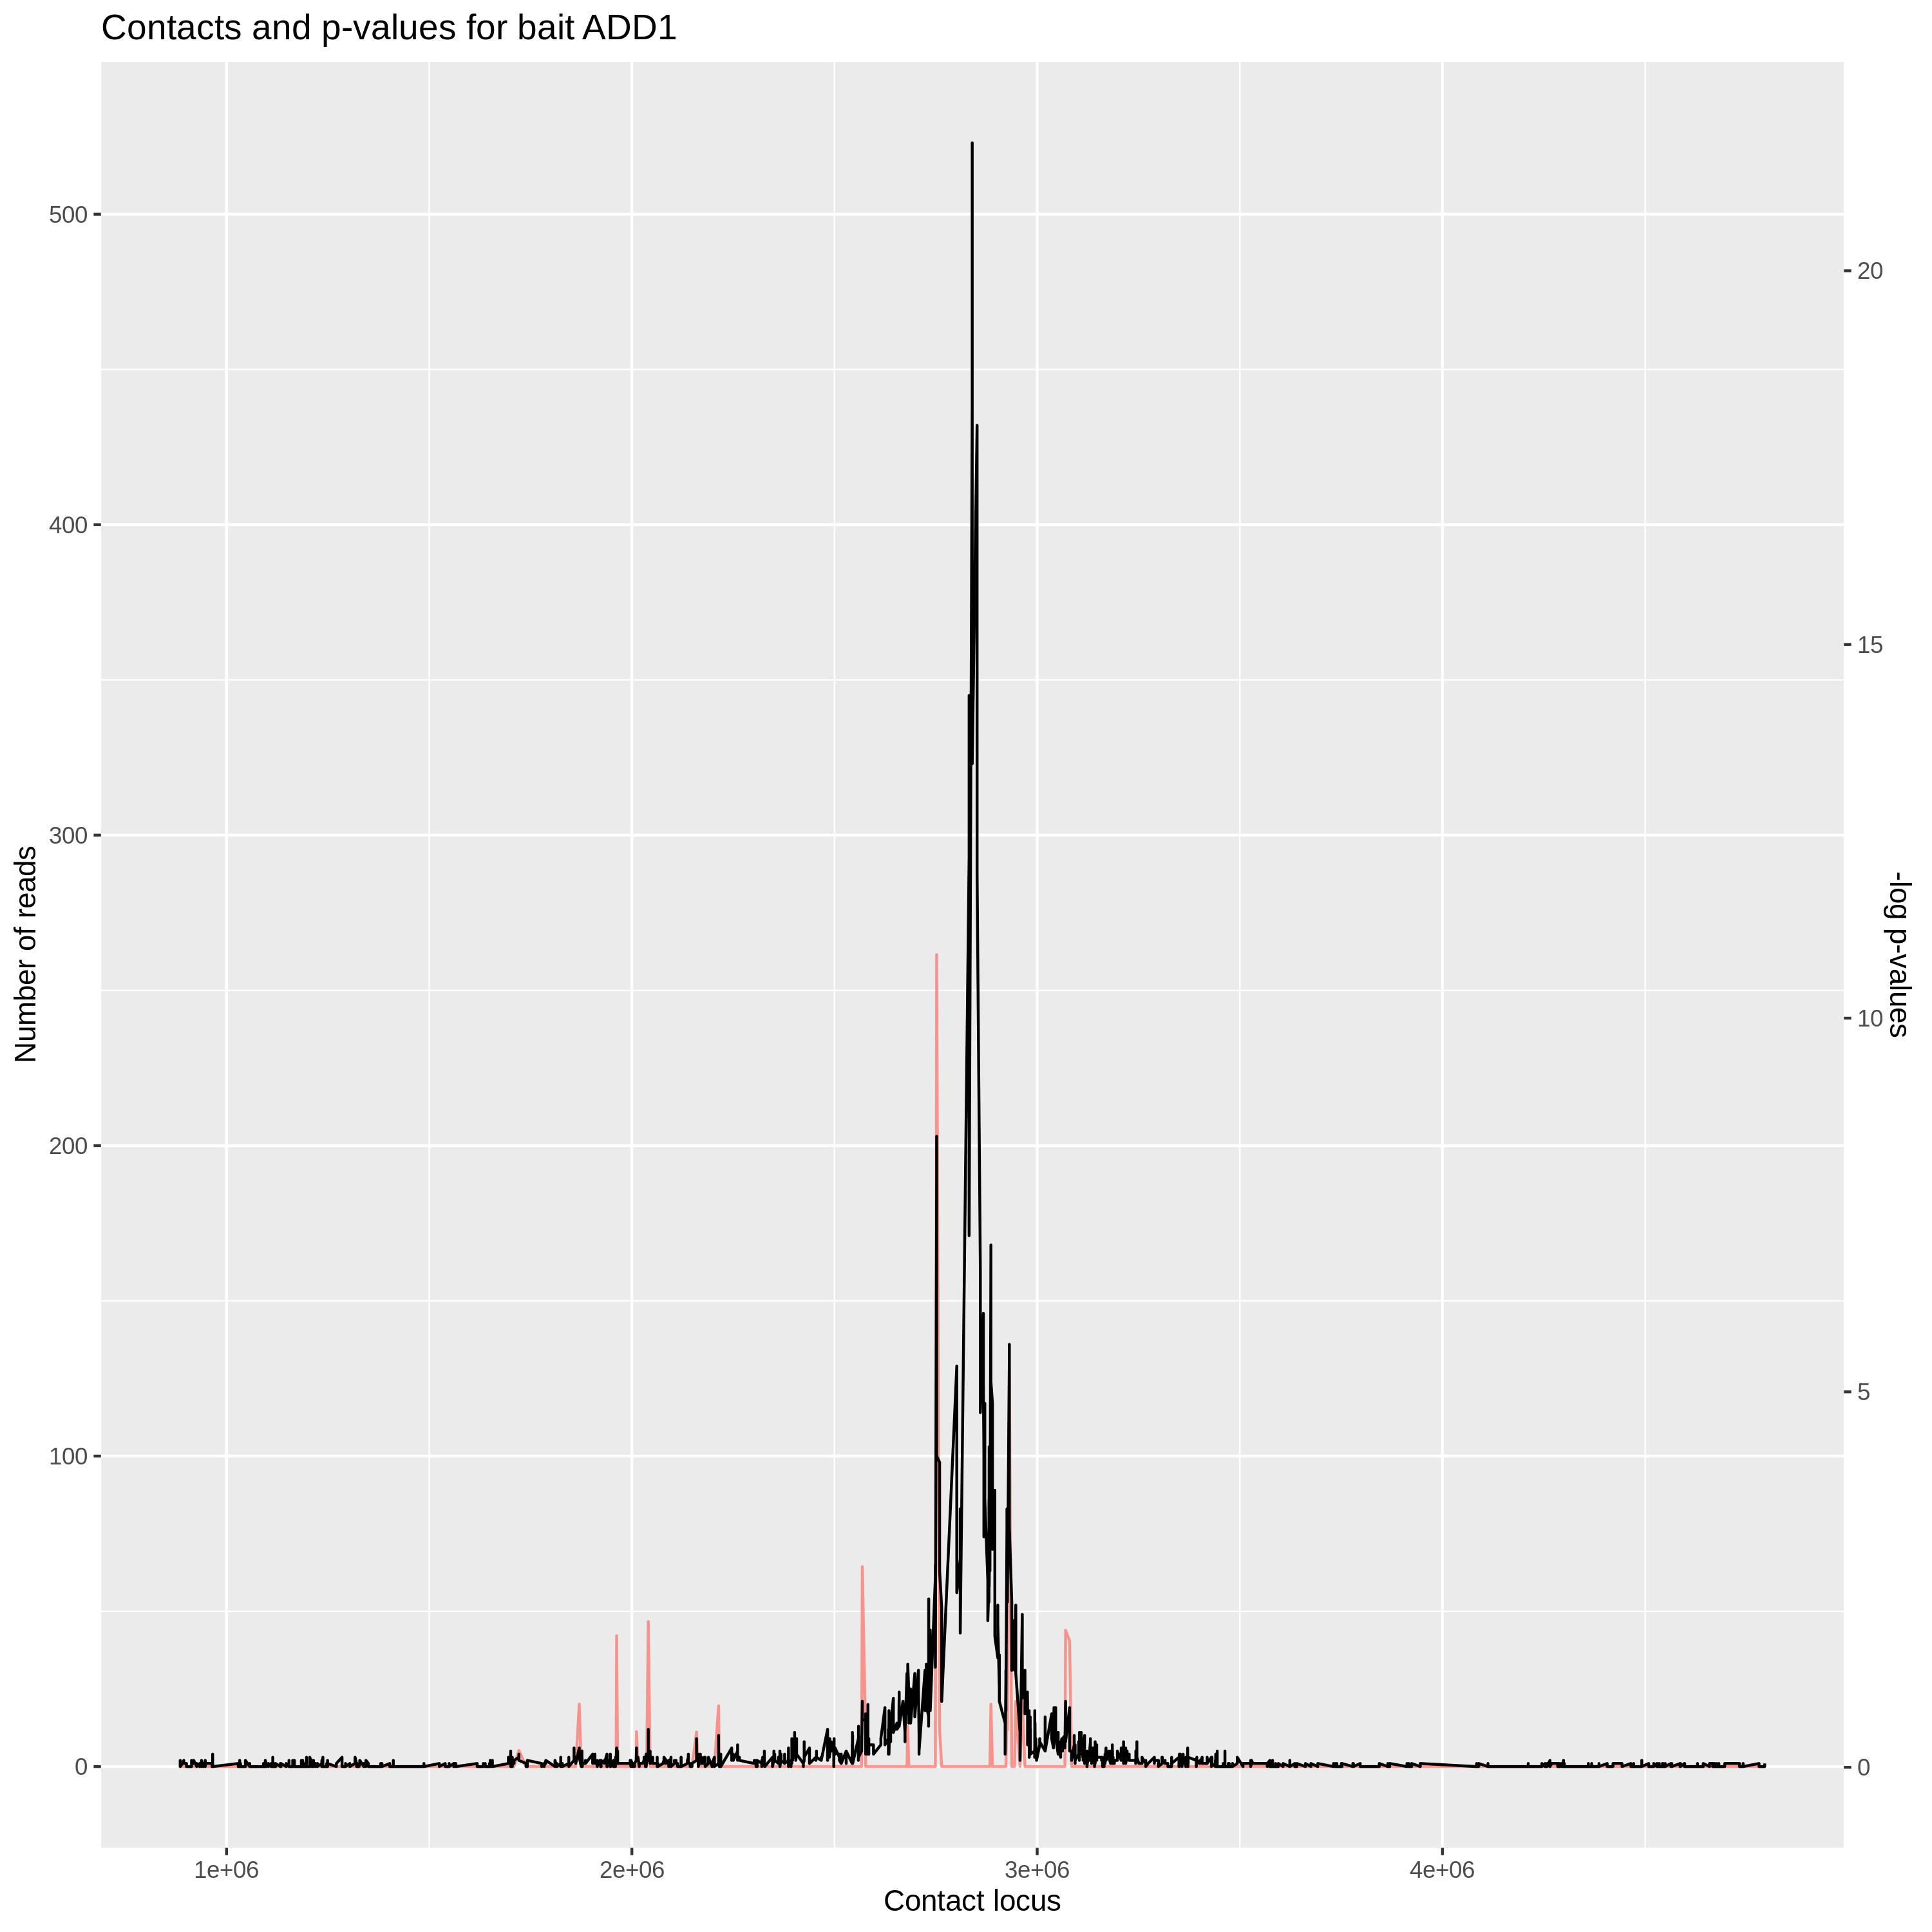 Contacts and p-values for bait ADD1
500
400
300
200
100
0
Number of reads
20
15
10
5
0
-log p-values
1e+06 2e+06 3e+06 4e+06
Contact locus